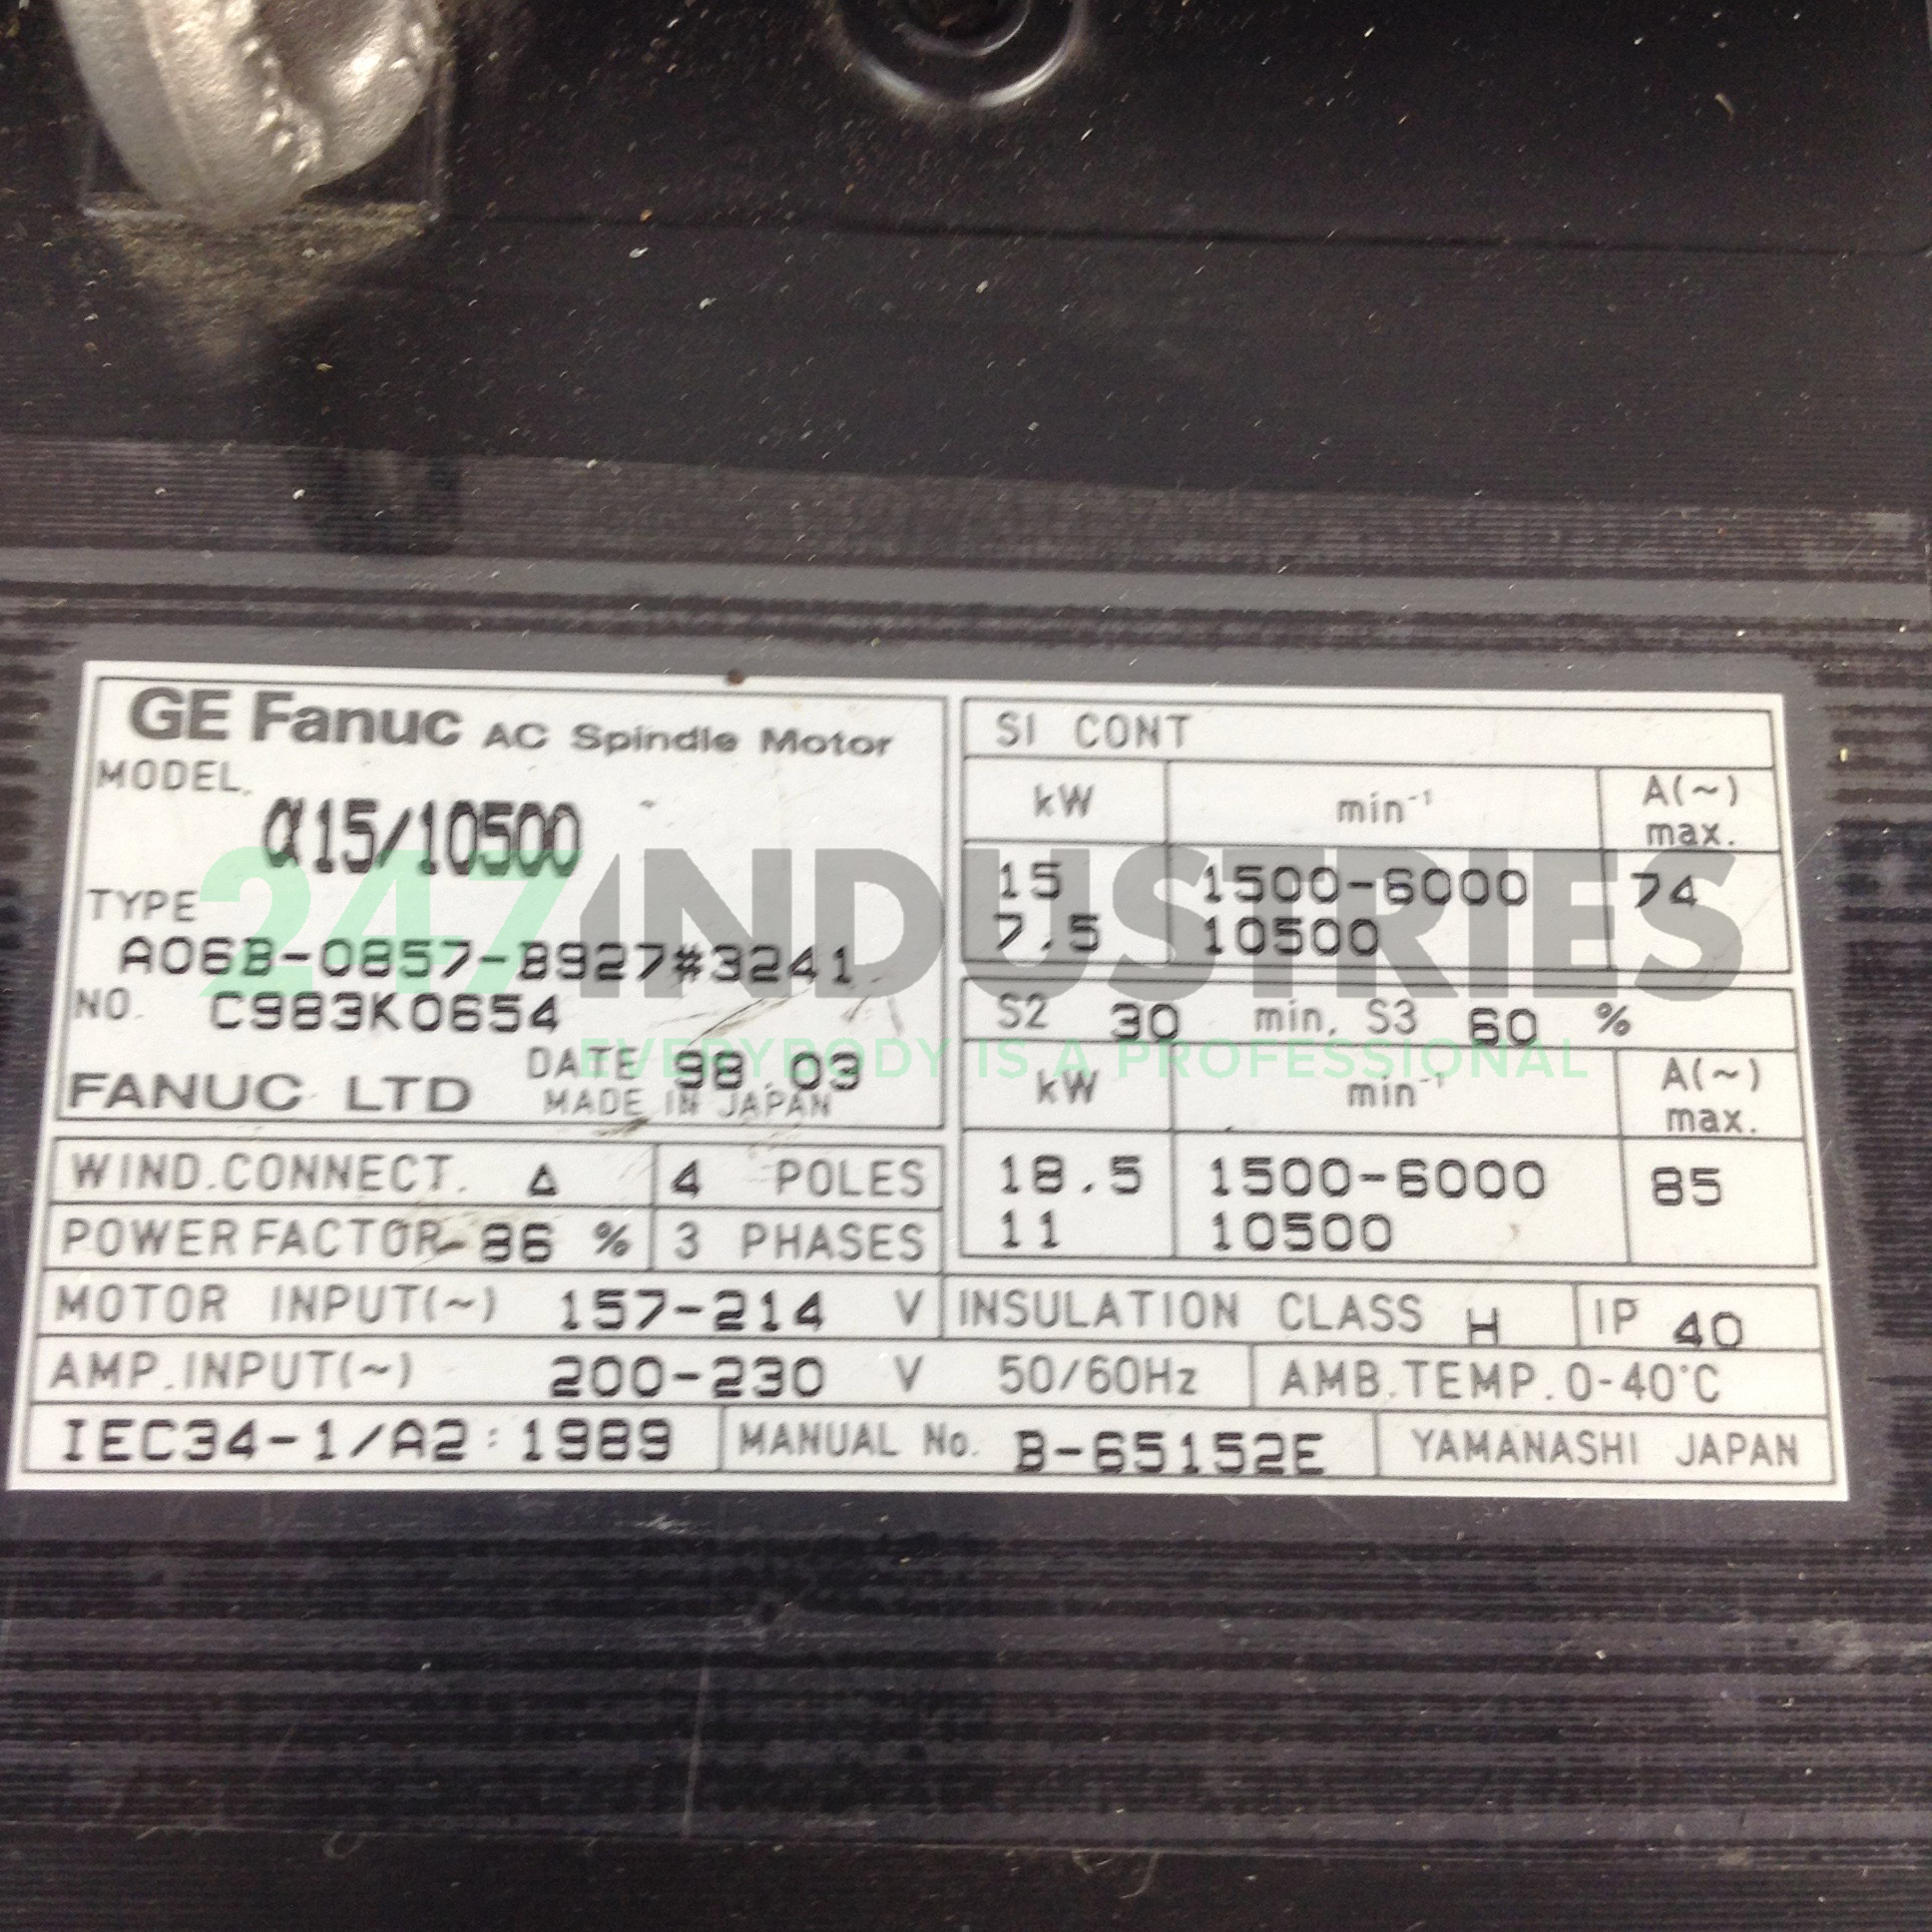 GE Fanuc AC Spindle Motor
MODEL
α15/10500
TYPE
A06B-0857-B927#3241
NO. C983K0654
DATE 98.03
FANUC LTD MADE IN JAPAN
WIND.CONNECT. Δ 4 POLES
POWER FACTOR 86 % 3 PHASES
MOTOR INPUT(~) 157-214 V
S1 CONT
kW min⁻¹ A(~) max.
15 1500-6000 74
7.5 10500
S2 30 min, S3 60 %
kW min⁻¹ A(~) max.
18.5 1500-6000 85
11 10500
INSULATION CLASS H IP 40
AMP.INPUT(~) 200-230 V 50/60Hz AMB.TEMP.0-40°C
IEC34-1/A2:1989 MANUAL No. B-65152E YAMANASHI JAPAN
247INDUSTRIES
EVERYBODY IS A PROFESSIONAL